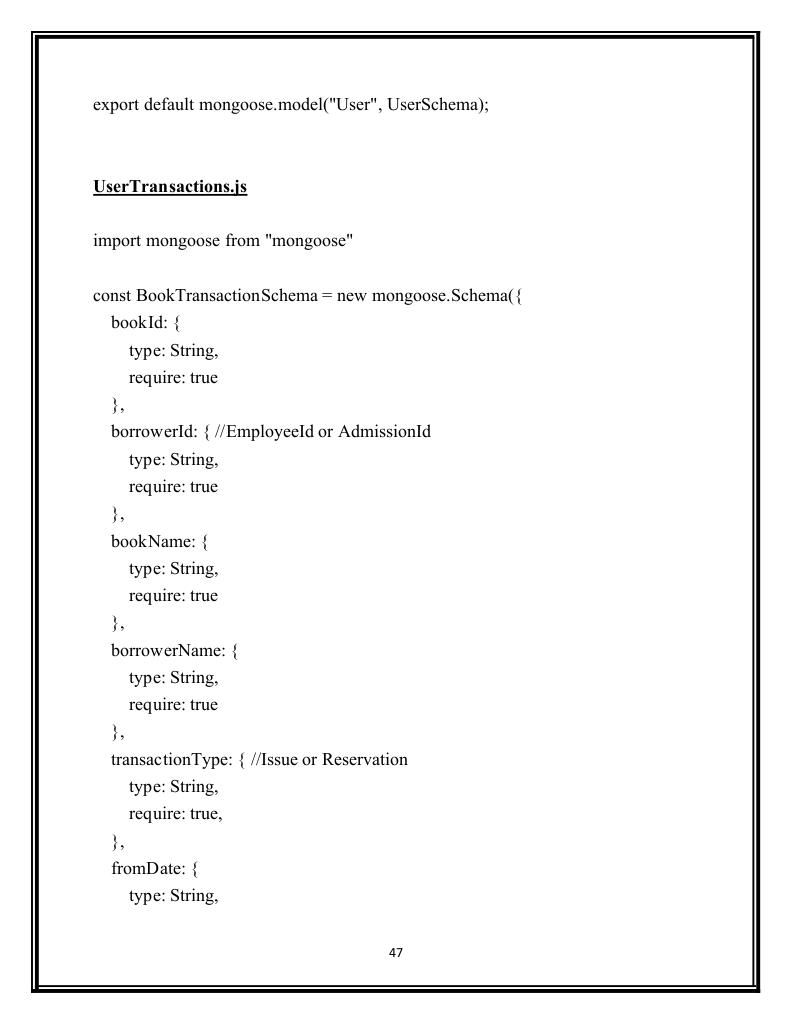 export default mongoose.model("User", UserSchema);
UserTransactions.js
import mongoose from "mongoose"
const BookTransactionSchema = new mongoose.Schema({
bookId: {
type: String,
require: true
},
borrowerId: { //EmployeeId or AdmissionId
type: String,
require: true
},
bookName: {
type: String,
require: true
},
borrowerName: {
type: String,
require: true
},
transactionType: { //Issue or Reservation
type: String,
require: true,
},
fromDate: {
type: String,
47